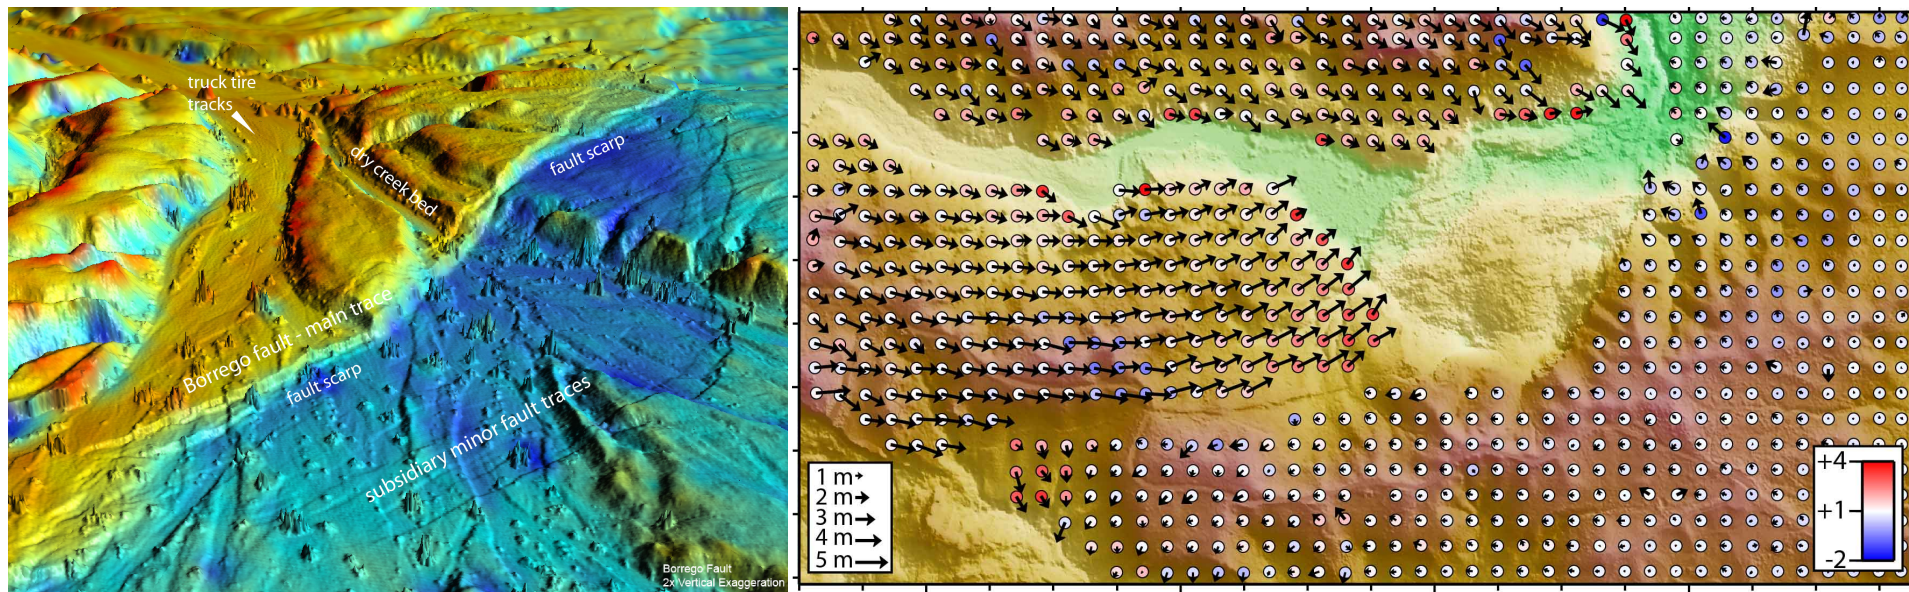 truck tire
tracks
dry creek bed
fault scarp
Borrego fault - main trace
fault scarp
subsidiary minor fault traces
Borrego Fault
2x Vertical Exaggeration
1 m
2 m
3 m
4 m
5 m
+4
+1
-2